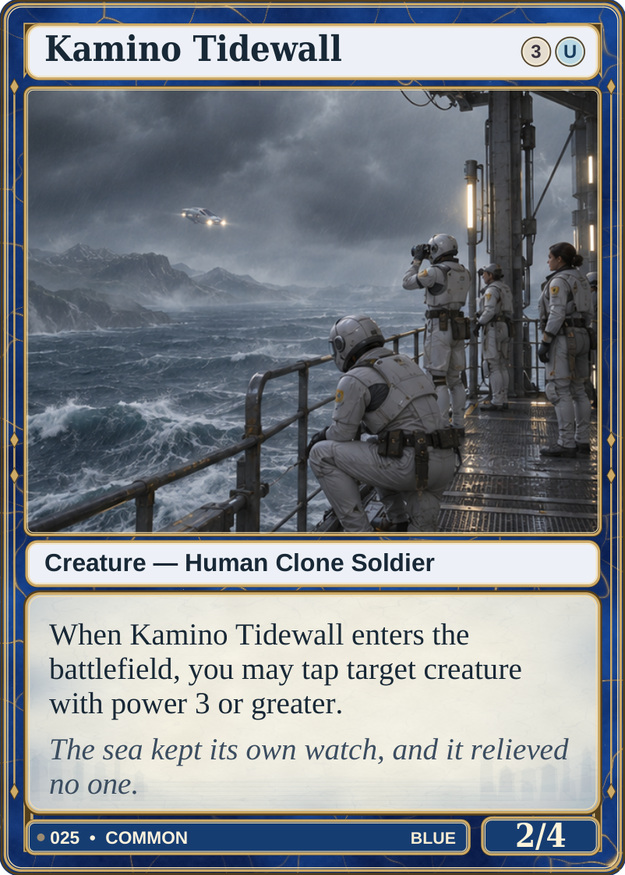 Kamino Tidewall
3 U
Creature — Human Clone Soldier
When Kamino Tidewall enters the
battlefield, you may tap target creature
with power 3 or greater.
The sea kept its own watch, and it relieved
no one.
025 • COMMON
BLUE
2/4